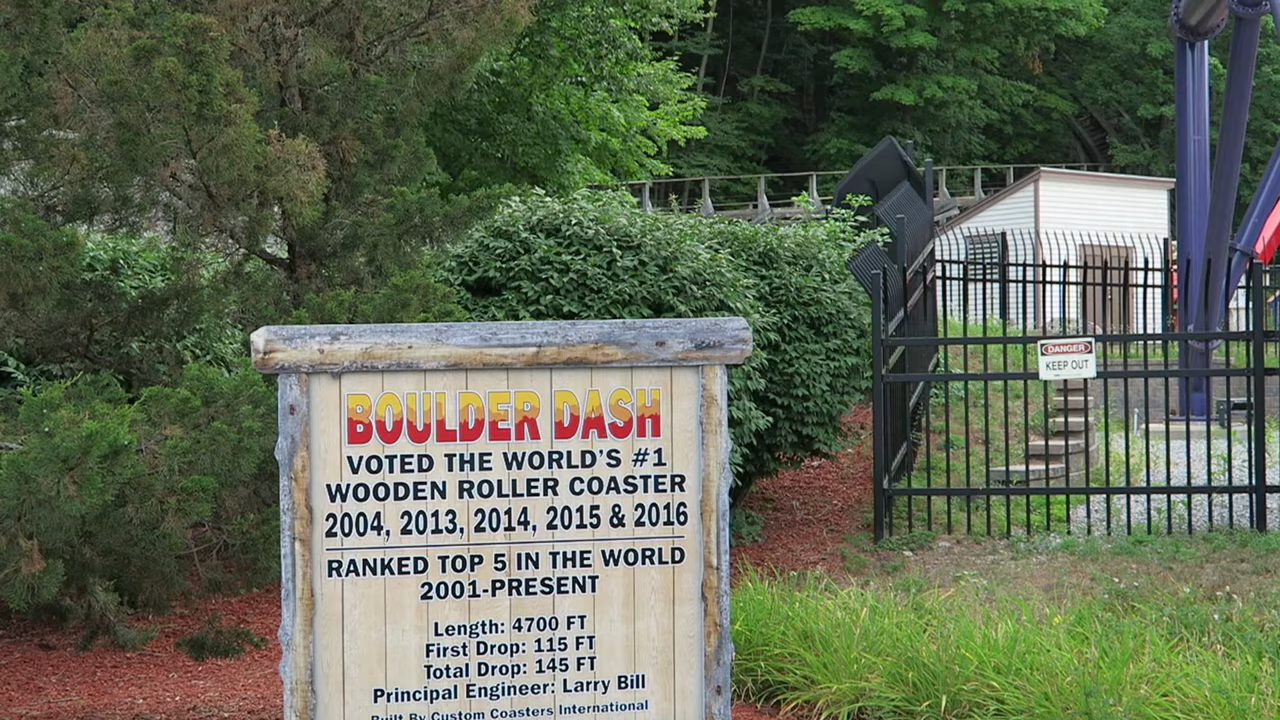 BOULDER DASH
VOTED THE WORLD'S #1
WOODEN ROLLER COASTER
2004, 2013, 2014, 2015 & 2016
RANKED TOP 5 IN THE WORLD
2001-PRESENT
Length: 4700 FT
First Drop: 115 FT
Total Drop: 145 FT
Principal Engineer: Larry Bill
Built By Custom Coasters International
DANGER
KEEP OUT